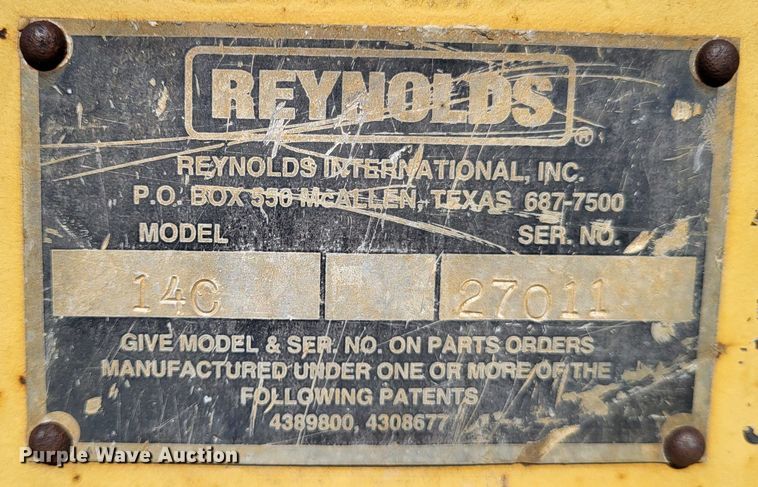 REYNOLDS ®
REYNOLDS INTERNATIONAL, INC.
P.O. BOX 550 McALLEN, TEXAS 687-7500
MODEL SER. NO.
14C 27011
GIVE MODEL & SER. NO. ON PARTS ORDERS
MANUFACTURED UNDER ONE OR MORE OF THE
FOLLOWING PATENTS
4389800, 4308677
Purple Wave Auction